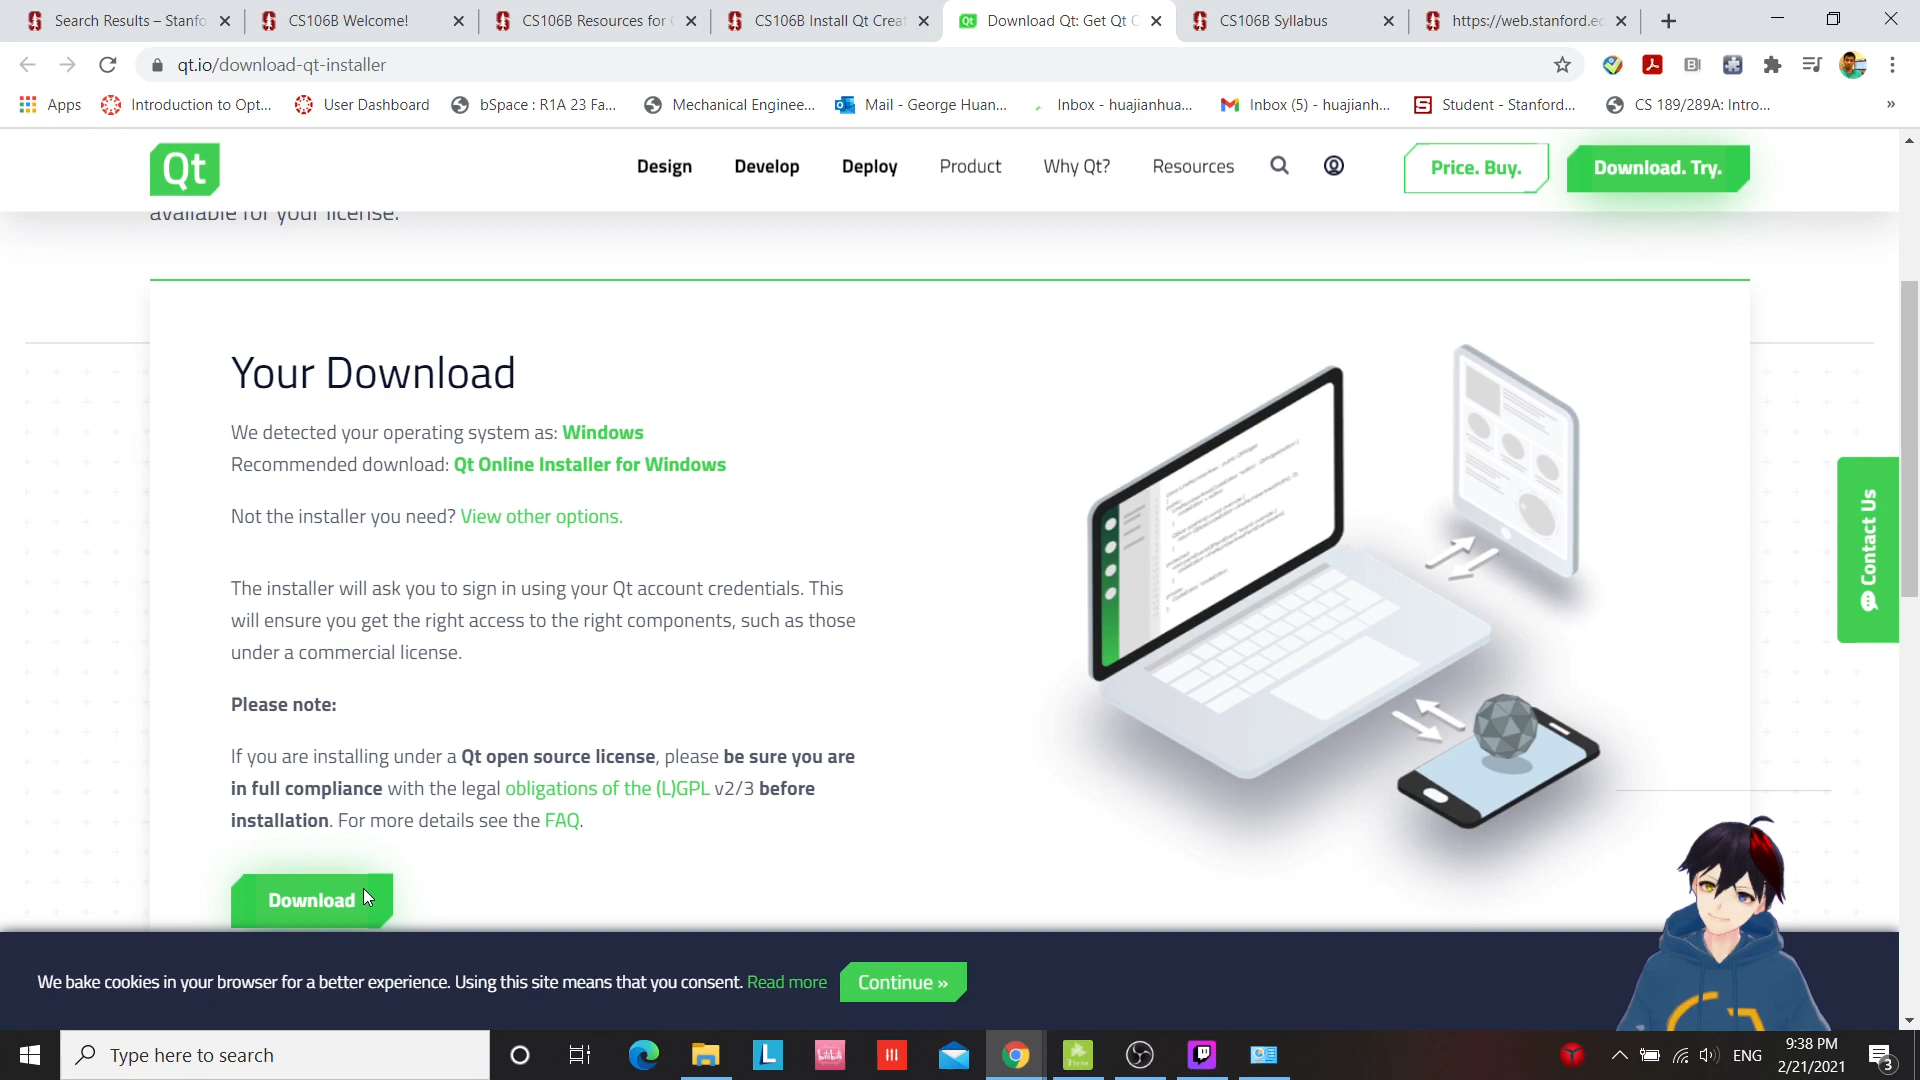 Search Results – Stanfo
CS106B Welcome!
CS106B Resources for
CS106B Install Qt Crea
Download Qt: Get Qt
CS106B Syllabus
https://web.stanford.ed
qt.io/download-qt-installer
Apps
Introduction to Opt...
User Dashboard
bSpace : R1A 23 Fa...
Mechanical Enginee...
Mail - George Huan...
Inbox - huajianhua...
Inbox (5) - huajianh...
Student - Stanford...
CS 189/289A: Intro...
»
Qt
Design
Develop
Deploy
Product
Why Qt?
Resources
Price. Buy.
Download. Try.
available for your license.
Your Download
We detected your operating system as: Windows
Recommended download: Qt Online Installer for Windows
Not the installer you need? View other options.
The installer will ask you to sign in using your Qt account credentials. This
will ensure you get the right access to the right components, such as those
under a commercial license.
Please note:
If you are installing under a Qt open source license, please be sure you are
in full compliance with the legal obligations of the (L)GPL v2/3 before
installation. For more details see the FAQ.
Download
Contact Us
We bake cookies in your browser for a better experience. Using this site means that you consent. Read more
Continue »
Type here to search
ENG
9:38 PM
2/21/2021
3